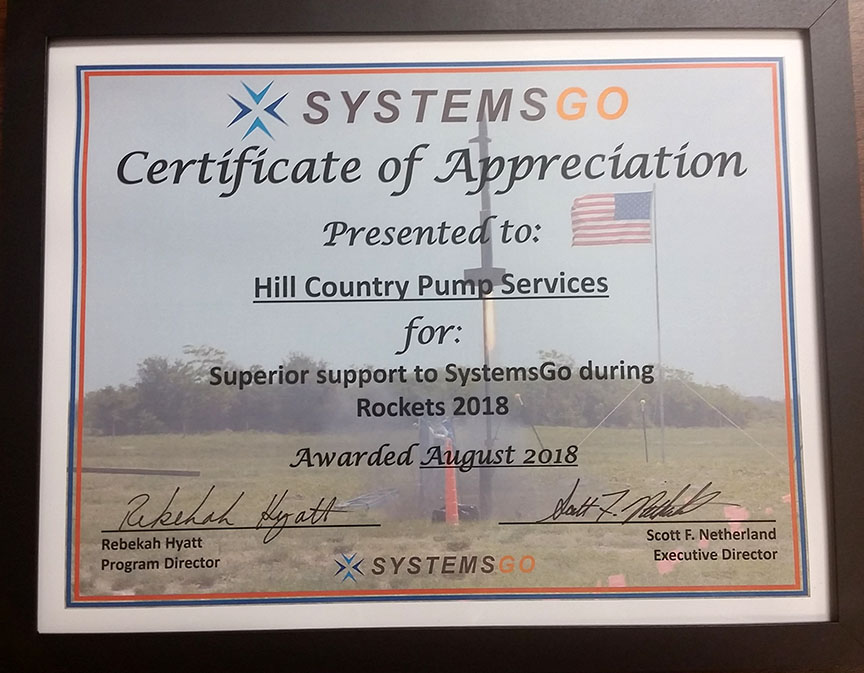 SYSTEMSGO
Certificate of Appreciation
Presented to:
Hill Country Pump Services
for:
Superior support to SystemsGo during
Rockets 2018
Awarded August 2018
Rebekah Hyatt
Scott F. Netherland
Rebekah Hyatt
Program Director
Scott F. Netherland
Executive Director
SYSTEMSGO